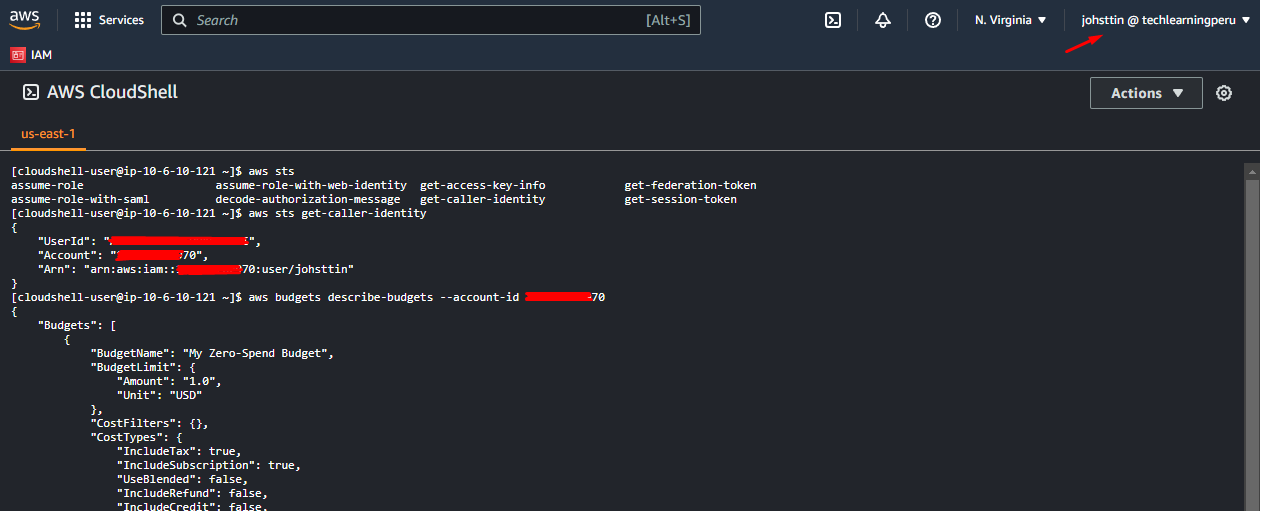 aws Services Search [Alt+S] N. Virginia johsttin @ techlearningperu
IAM
AWS CloudShell Actions
us-east-1
[cloudshell-user@ip-10-6-10-121 ~]$ aws sts
assume-role assume-role-with-web-identity get-access-key-info get-federation-token
assume-role-with-saml decode-authorization-message get-caller-identity get-session-token
[cloudshell-user@ip-10-6-10-121 ~]$ aws sts get-caller-identity
{
    "UserId": "",
    "Account": "70",
    "Arn": "arn:aws:iam::70:user/johsttin"
}
[cloudshell-user@ip-10-6-10-121 ~]$ aws budgets describe-budgets --account-id 70
{
    "Budgets": [
        {
            "BudgetName": "My Zero-Spend Budget",
            "BudgetLimit": {
                "Amount": "1.0",
                "Unit": "USD"
            },
            "CostFilters": {},
            "CostTypes": {
                "IncludeTax": true,
                "IncludeSubscription": true,
                "UseBlended": false,
                "IncludeRefund": false,
                "IncludeCredit": false,